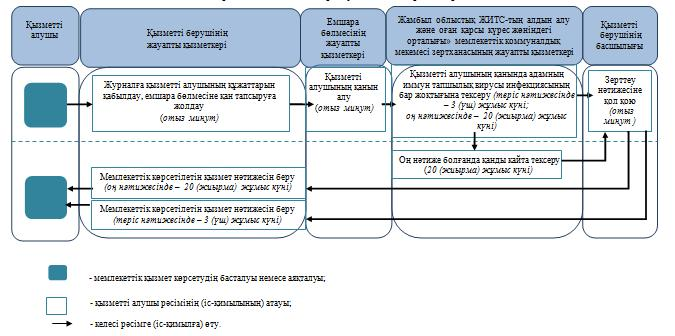 Қызметті
алушы
Қызметті берушінің
жауапты қызметкері
Емшара
бөлмесінің
жауапты
қызметкері
Жамбыл облыстық ЖИТС-тың алдын алу
және оған қарсы күрес жөніндегі
орталығы» мемлекеттік коммуналдық
мекемесі зертханасының жауапты қызметкері
Қызметті
берушінің
басшылығы
Журналға қызметті алушының құжаттарын
қабылдау, емшара бөлмесіне қан тапсыруға
жолдау
(отыз минут)
Қызметті
алушының қанын
алу
(отыз минут)
Қызметті алушының қанында адамның
иммун тапшылық вирусы инфекциясының
бар жоқтығына тексеру (теріс нәтижесінде
– 3 (үш) жұмыс күні;
оң нәтижесінде – 20 (жиырма) жұмыс
күні)
Зерттеу
нәтижесіне
қол қою
(отыз
минут )
Оң нәтиже болғанда қанды қайта тексеру
(20 (жиырма) жұмыс күні)
Мемлекеттік көрсетілетін қызмет нәтижесін беру
(оң нәтижесінде – 20 (жиырма) жұмыс күні)
Мемлекеттік көрсетілетін қызмет нәтижесін беру
(теріс нәтижесінде – 3 (үш) жұмыс күні)
- мемлекеттік қызмет көрсетудің басталуы немесе аяқталуы;
- қызметті алушы рәсімінің (іс-қимылының) атауы;
- келесі рәсімге (іс-қимылға) өту.